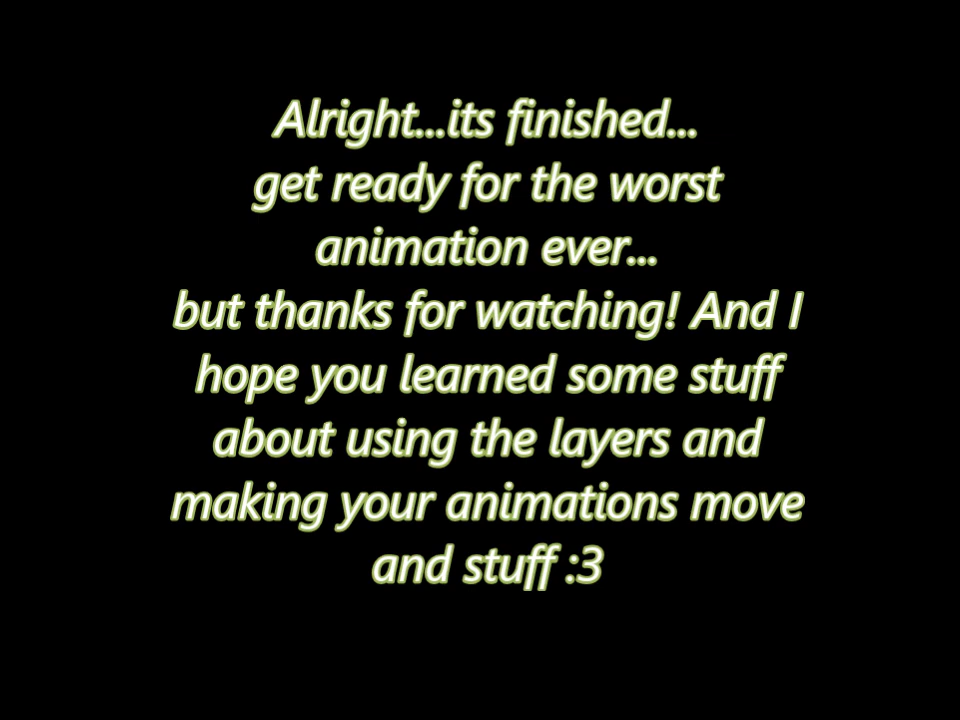 Alright...its finished...
get ready for the worst
animation ever...
but thanks for watching! And I
hope you learned some stuff
about using the layers and
making your animations move
and stuff :3